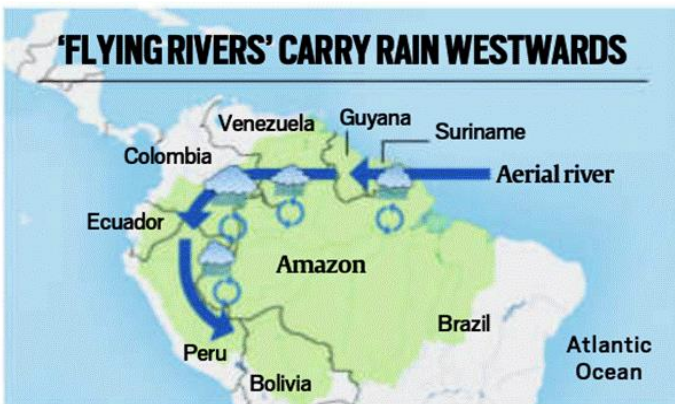 ‘FLYING RIVERS’ CARRY RAIN WESTWARDS
Venezuela
Guyana
Suriname
Colombia
Aerial river
Ecuador
Amazon
Brazil
Peru
Bolivia
Atlantic
Ocean